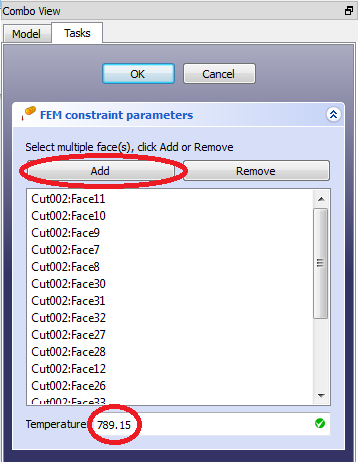 Combo View
Model Tasks
OK Cancel
FEM constraint parameters
Select multiple face(s), click Add or Remove
Add Remove
Cut002:Face11
Cut002:Face10
Cut002:Face9
Cut002:Face7
Cut002:Face8
Cut002:Face30
Cut002:Face31
Cut002:Face32
Cut002:Face27
Cut002:Face28
Cut002:Face12
Cut002:Face26
Cut002:Face33
Temperature 789.15